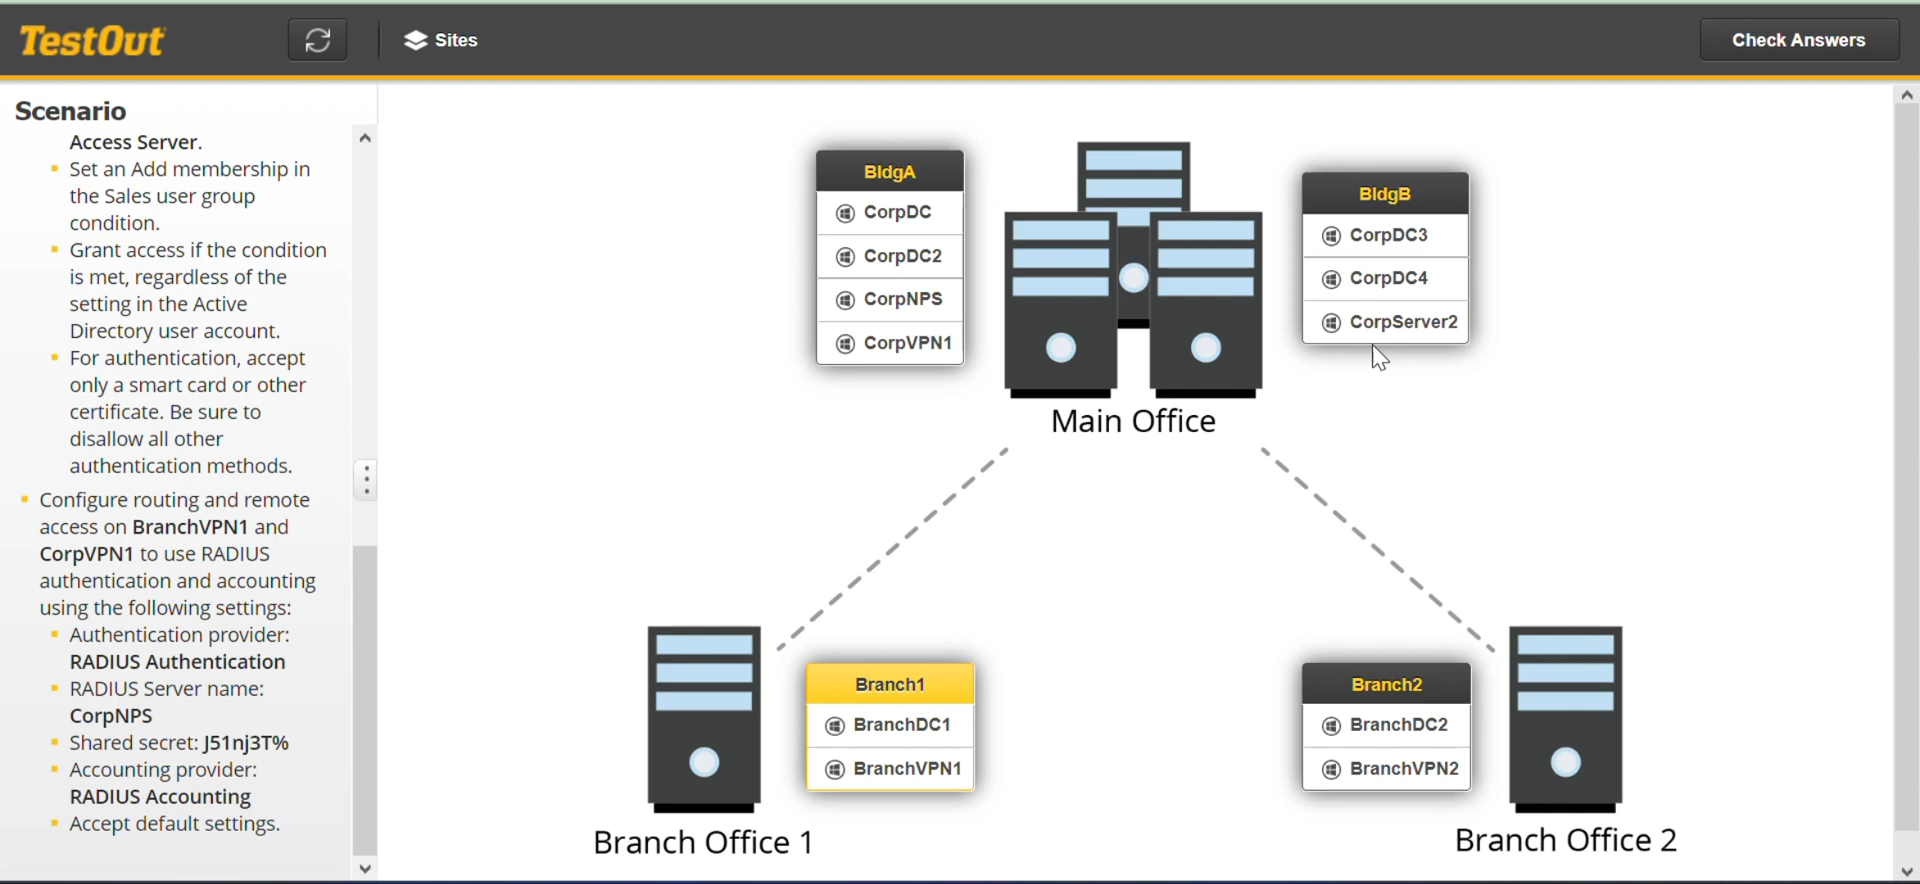 TestOut
Sites
Check Answers
Scenario
Access Server.
Set an Add membership in
the Sales user group
condition.
Grant access if the condition
is met, regardless of the
setting in the Active
Directory user account.
For authentication, accept
only a smart card or other
certificate. Be sure to
disallow all other
authentication methods.
Configure routing and remote
access on BranchVPN1 and
CorpVPN1 to use RADIUS
authentication and accounting
using the following settings:
Authentication provider:
RADIUS Authentication
RADIUS Server name:
CorpNPS
Shared secret: J51nj3T%
Accounting provider:
RADIUS Accounting
Accept default settings.
BldgA
CorpDC
CorpDC2
CorpNPS
CorpVPN1
BldgB
CorpDC3
CorpDC4
CorpServer2
Main Office
Branch1
BranchDC1
BranchVPN1
Branch Office 1
Branch2
BranchDC2
BranchVPN2
Branch Office 2